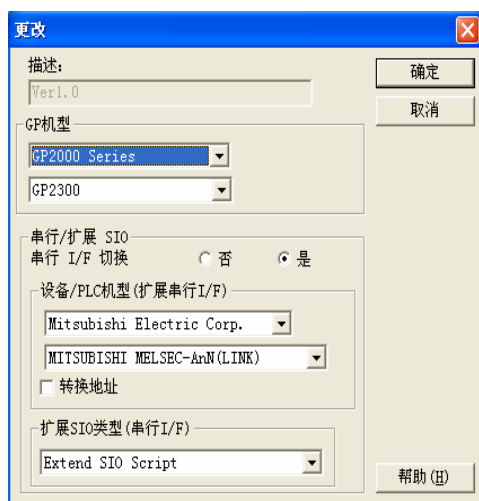 更改
描述:
确定
Ver1.0
取消
GP机型
GP2000 Series
GP2300
串行/扩展 SIO
串行 I/F 切换 否 是
设备/PLC机型(扩展串行I/F)
Mitsubishi Electric Corp.
MITSUBISHI MELSEC-AnN(LINK)
转换地址
扩展SIO类型(串行I/F)
Extend SIO Script
帮助(H)